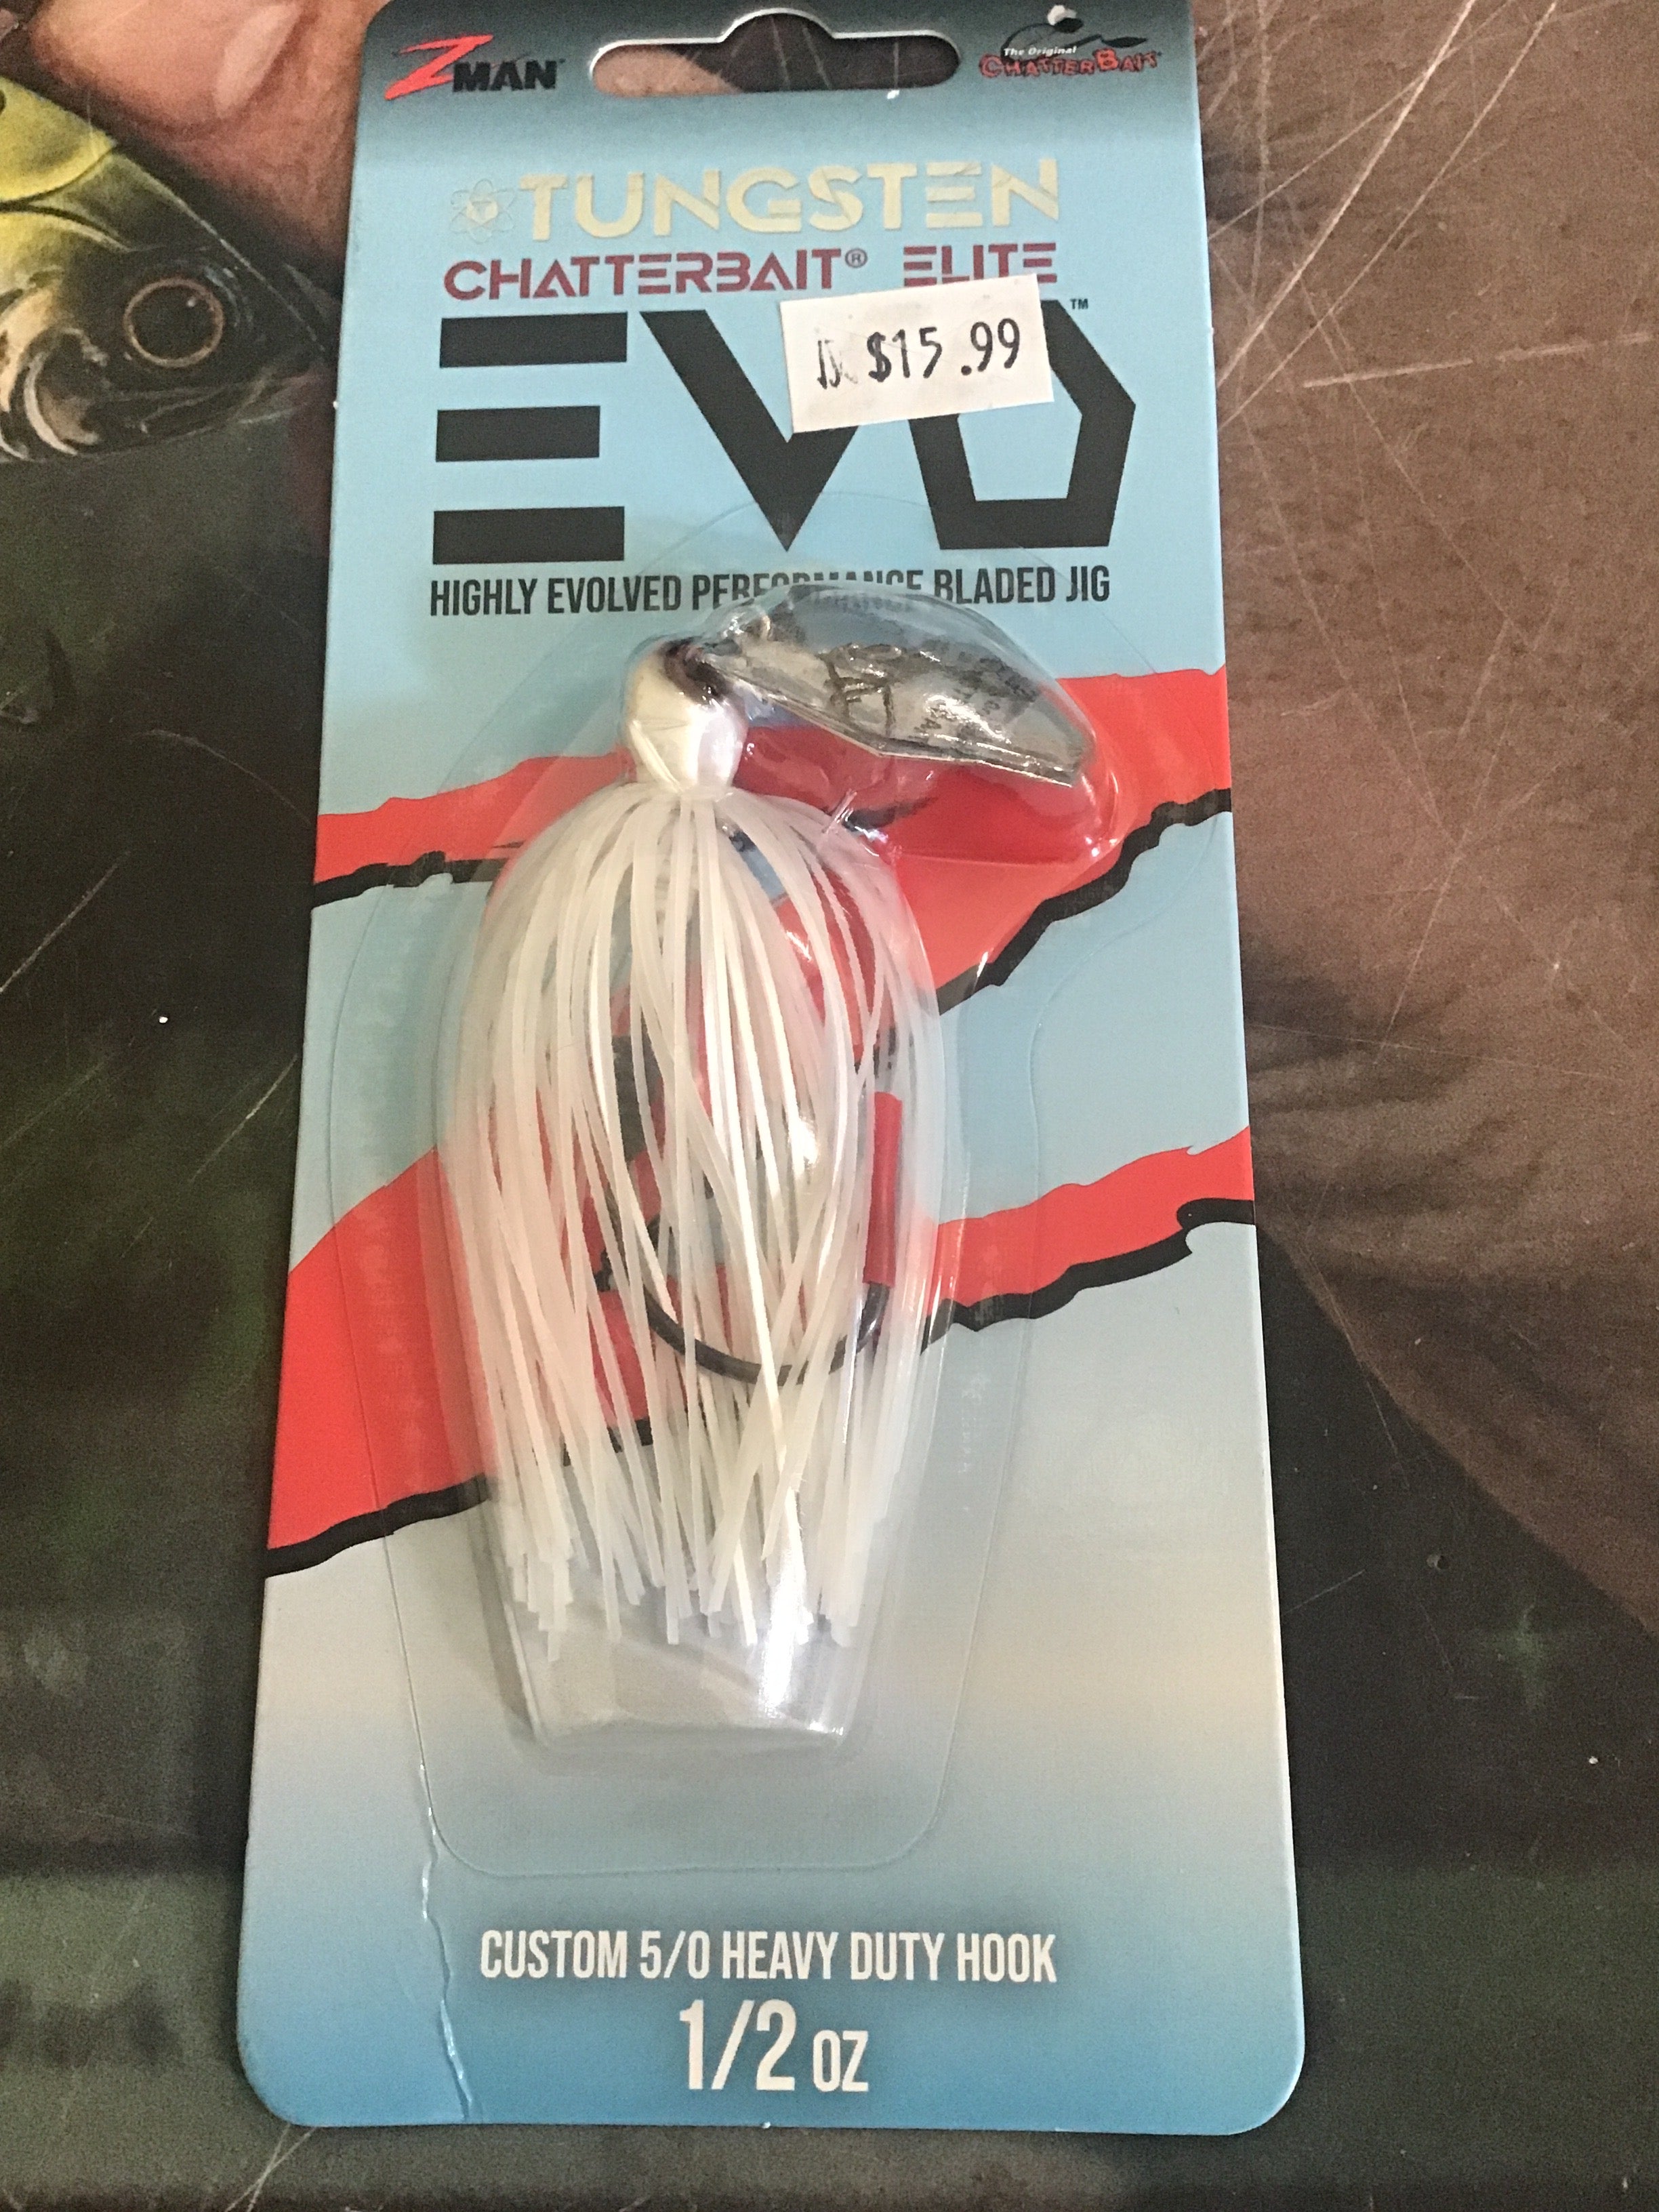 ZMAN
The Original
CHATTERBAIT
TUNGSTEN
CHATTERBAIT® ELITE
EVO™
$15.99
HIGHLY EVOLVED PERFORMANCE BLADED JIG
CUSTOM 5/0 HEAVY DUTY HOOK
1/2 OZ